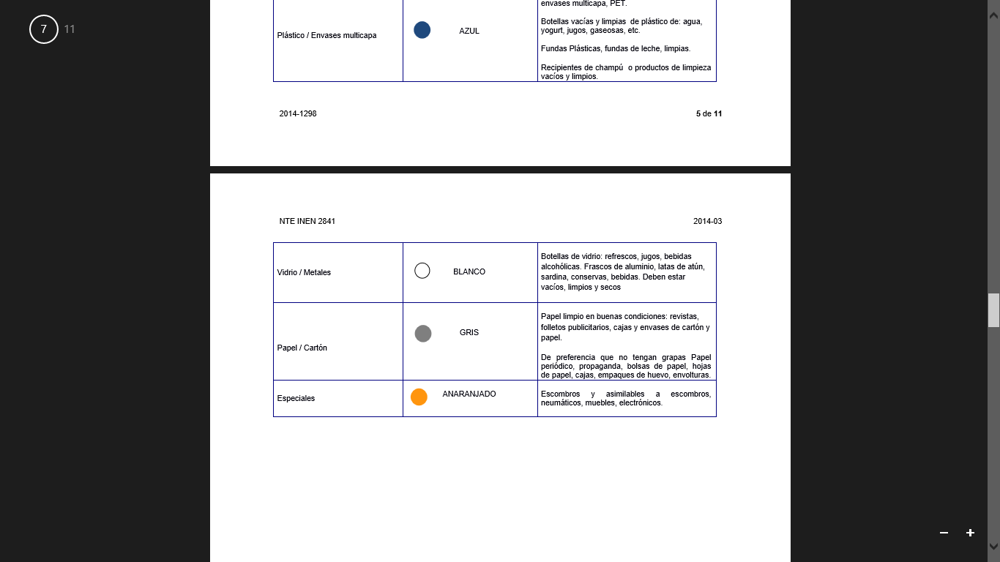 7 11
envases multicapa, PET.
Plástico / Envases multicapa
AZUL
Botellas vacías y limpias de plástico de: agua,
yogurt, jugos, gaseosas, etc.
Fundas Plásticas, fundas de leche, limpias.
Recipientes de champú o productos de limpieza
vacíos y limpios.
2014-1298
5 de 11
NTE INEN 2841
2014-03
Vidrio / Metales
BLANCO
Botellas de vidrio: refrescos, jugos, bebidas
alcohólicas. Frascos de aluminio, latas de atún,
sardina, conservas, bebidas. Deben estar
vacíos, limpios y secos
Papel / Cartón
GRIS
Papel limpio en buenas condiciones: revistas,
folletos publicitarios, cajas y envases de cartón y
papel.
De preferencia que no tengan grapas Papel
periódico, propaganda, bolsas de papel, hojas
de papel, cajas, empaques de huevo, envolturas.
Especiales
ANARANJADO
Escombros y asimilables a escombros,
neumáticos, muebles, electrónicos.